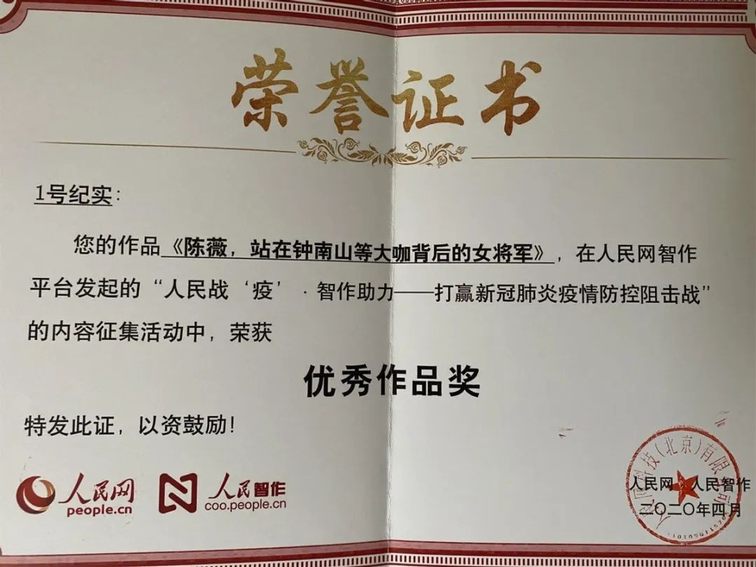 荣誉证书
1号纪实:
您的作品《陈薇，站在钟南山等大咖背后的女将军》，在人民网智作
平台发起的“人民战‘疫’·智作助力——打赢新冠肺炎疫情防控阻击战”
的内容征集活动中，荣获
优秀作品奖
特发此证，以资鼓励！
人民网 people.cn
人民智作 coo.people.cn
人民网·人民智作
二〇二〇年四月